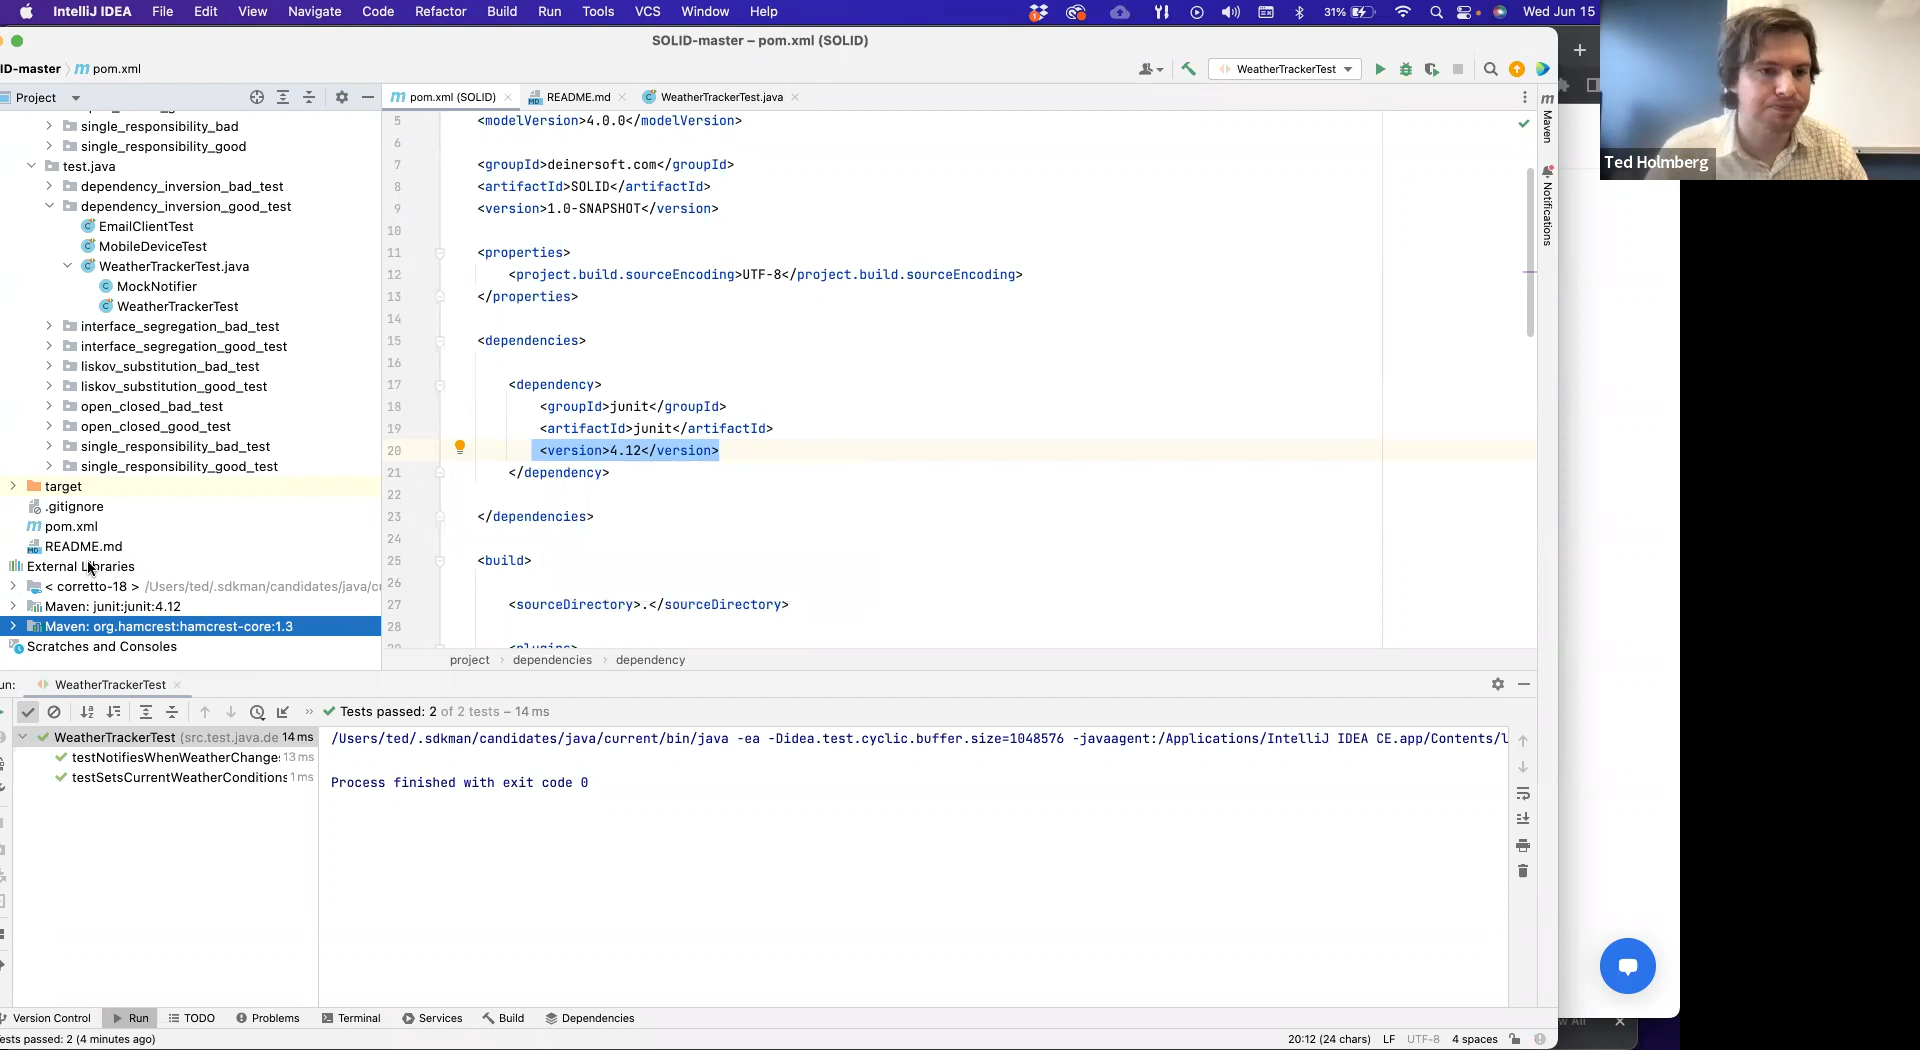 IntelliJ IDEA File Edit View Navigate Code Refactor Build Run Tools VCS Window Help 31% Wed Jun 15
SOLID-master – pom.xml (SOLID)
ID-master pom.xml
WeatherTrackerTest
Project
pom.xml (SOLID) README.md WeatherTrackerTest.java
single_responsibility_bad
single_responsibility_good
test.java
dependency_inversion_bad_test
dependency_inversion_good_test
EmailClientTest
MobileDeviceTest
WeatherTrackerTest.java
MockNotifier
WeatherTrackerTest
interface_segregation_bad_test
interface_segregation_good_test
liskov_substitution_bad_test
liskov_substitution_good_test
open_closed_bad_test
open_closed_good_test
single_responsibility_bad_test
single_responsibility_good_test
target
.gitignore
pom.xml
README.md
External Libraries
< corretto-18 > /Users/ted/.sdkman/candidates/java/cu
Maven: junit:junit:4.12
Maven: org.hamcrest:hamcrest-core:1.3
Scratches and Consoles
5 <modelVersion>4.0.0</modelVersion>
6
7 <groupId>deinersoft.com</groupId>
8 <artifactId>SOLID</artifactId>
9 <version>1.0-SNAPSHOT</version>
10
11 <properties>
12 <project.build.sourceEncoding>UTF-8</project.build.sourceEncoding>
13 </properties>
14
15 <dependencies>
16
17 <dependency>
18 <groupId>junit</groupId>
19 <artifactId>junit</artifactId>
20 <version>4.12</version>
21 </dependency>
22
23 </dependencies>
24
25 <build>
26
27 <sourceDirectory>.</sourceDirectory>
28
29 <plugins>
project dependencies dependency
Maven
Notifications
Ted Holmberg
un: WeatherTrackerTest
Tests passed: 2 of 2 tests – 14 ms
WeatherTrackerTest (src.test.java.de 14 ms
testNotifiesWhenWeatherChange: 13 ms
testSetsCurrentWeatherConditions 1 ms
/Users/ted/.sdkman/candidates/java/current/bin/java -ea -Didea.test.cyclic.buffer.size=1048576 -javaagent:/Applications/IntelliJ IDEA CE.app/Contents/l
Process finished with exit code 0
Version Control Run TODO Problems Terminal Services Build Dependencies
ests passed: 2 (4 minutes ago)
20:12 (24 chars) LF UTF-8 4 spaces
w All